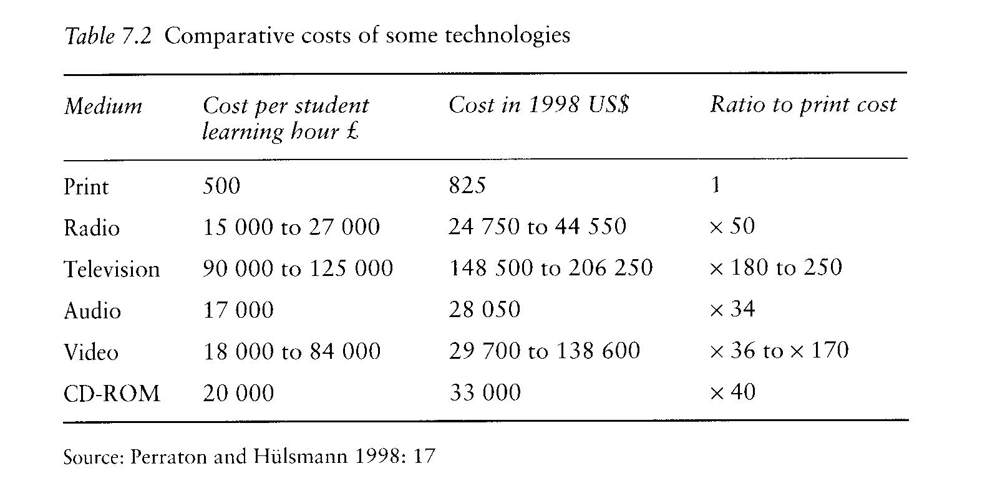 Table 7.2 Comparative costs of some technologies
Medium Cost per student learning hour £ Cost in 1998 US$ Ratio to print cost
Print 500 825 1
Radio 15 000 to 27 000 24 750 to 44 550 × 50
Television 90 000 to 125 000 148 500 to 206 250 × 180 to 250
Audio 17 000 28 050 × 34
Video 18 000 to 84 000 29 700 to 138 600 × 36 to × 170
CD-ROM 20 000 33 000 × 40
Source: Perraton and Hülsmann 1998: 17